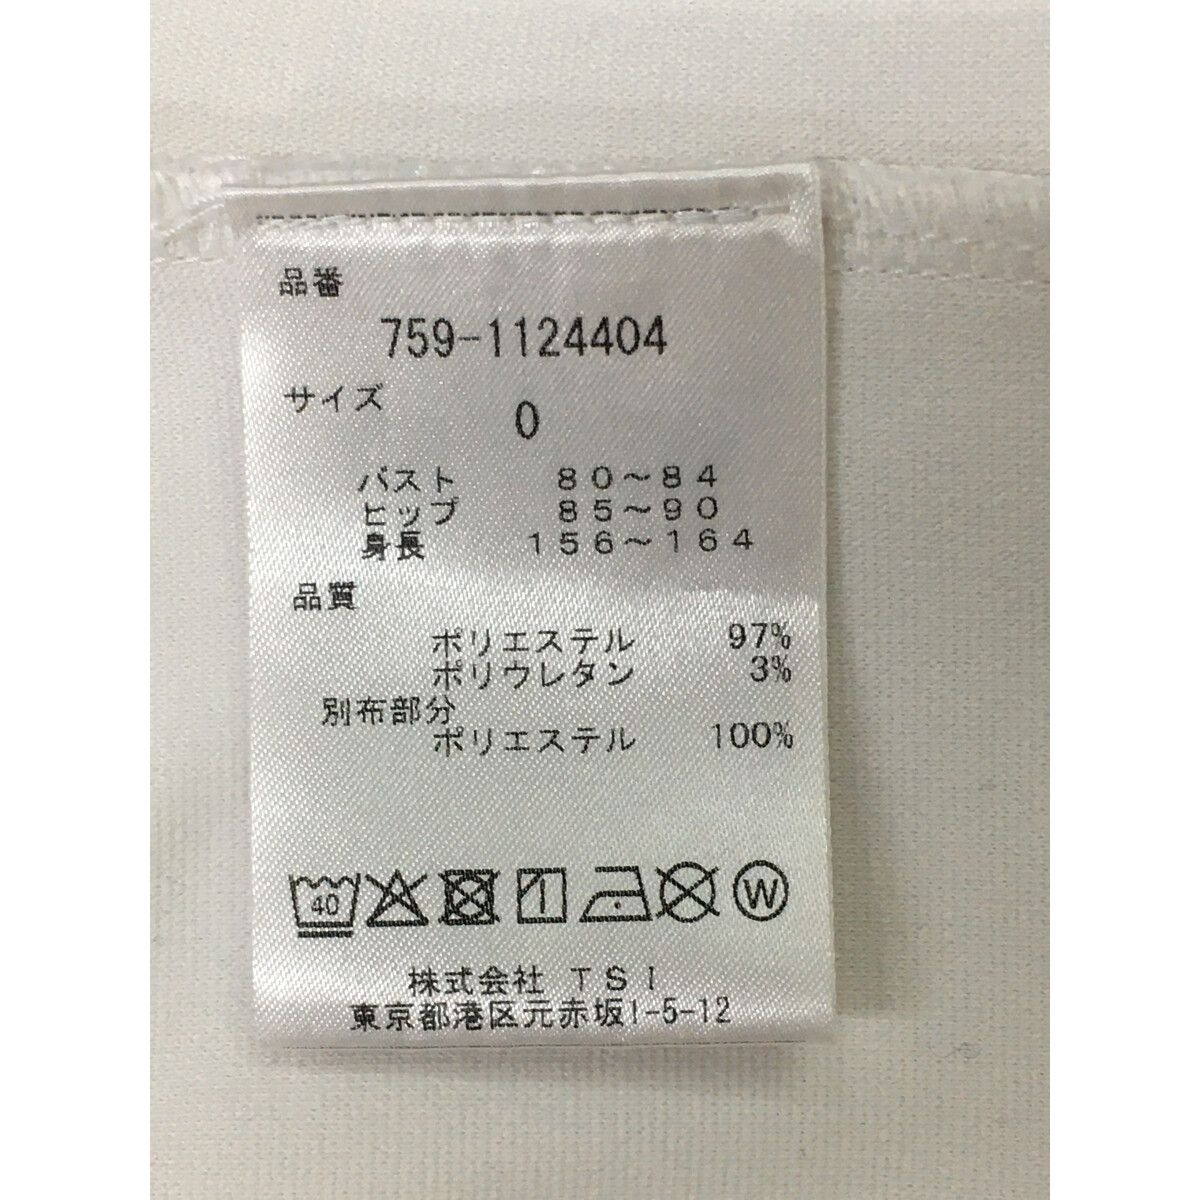 品番
759-1124404
サイズ
0
バスト 80～84
ヒップ 85～90
身長 156～164
品質
ポリエステル 97%
ポリウレタン 3%
別布部分
ポリエステル 100%
40 W
株式会社 TSI
東京都港区元赤坂1-5-12